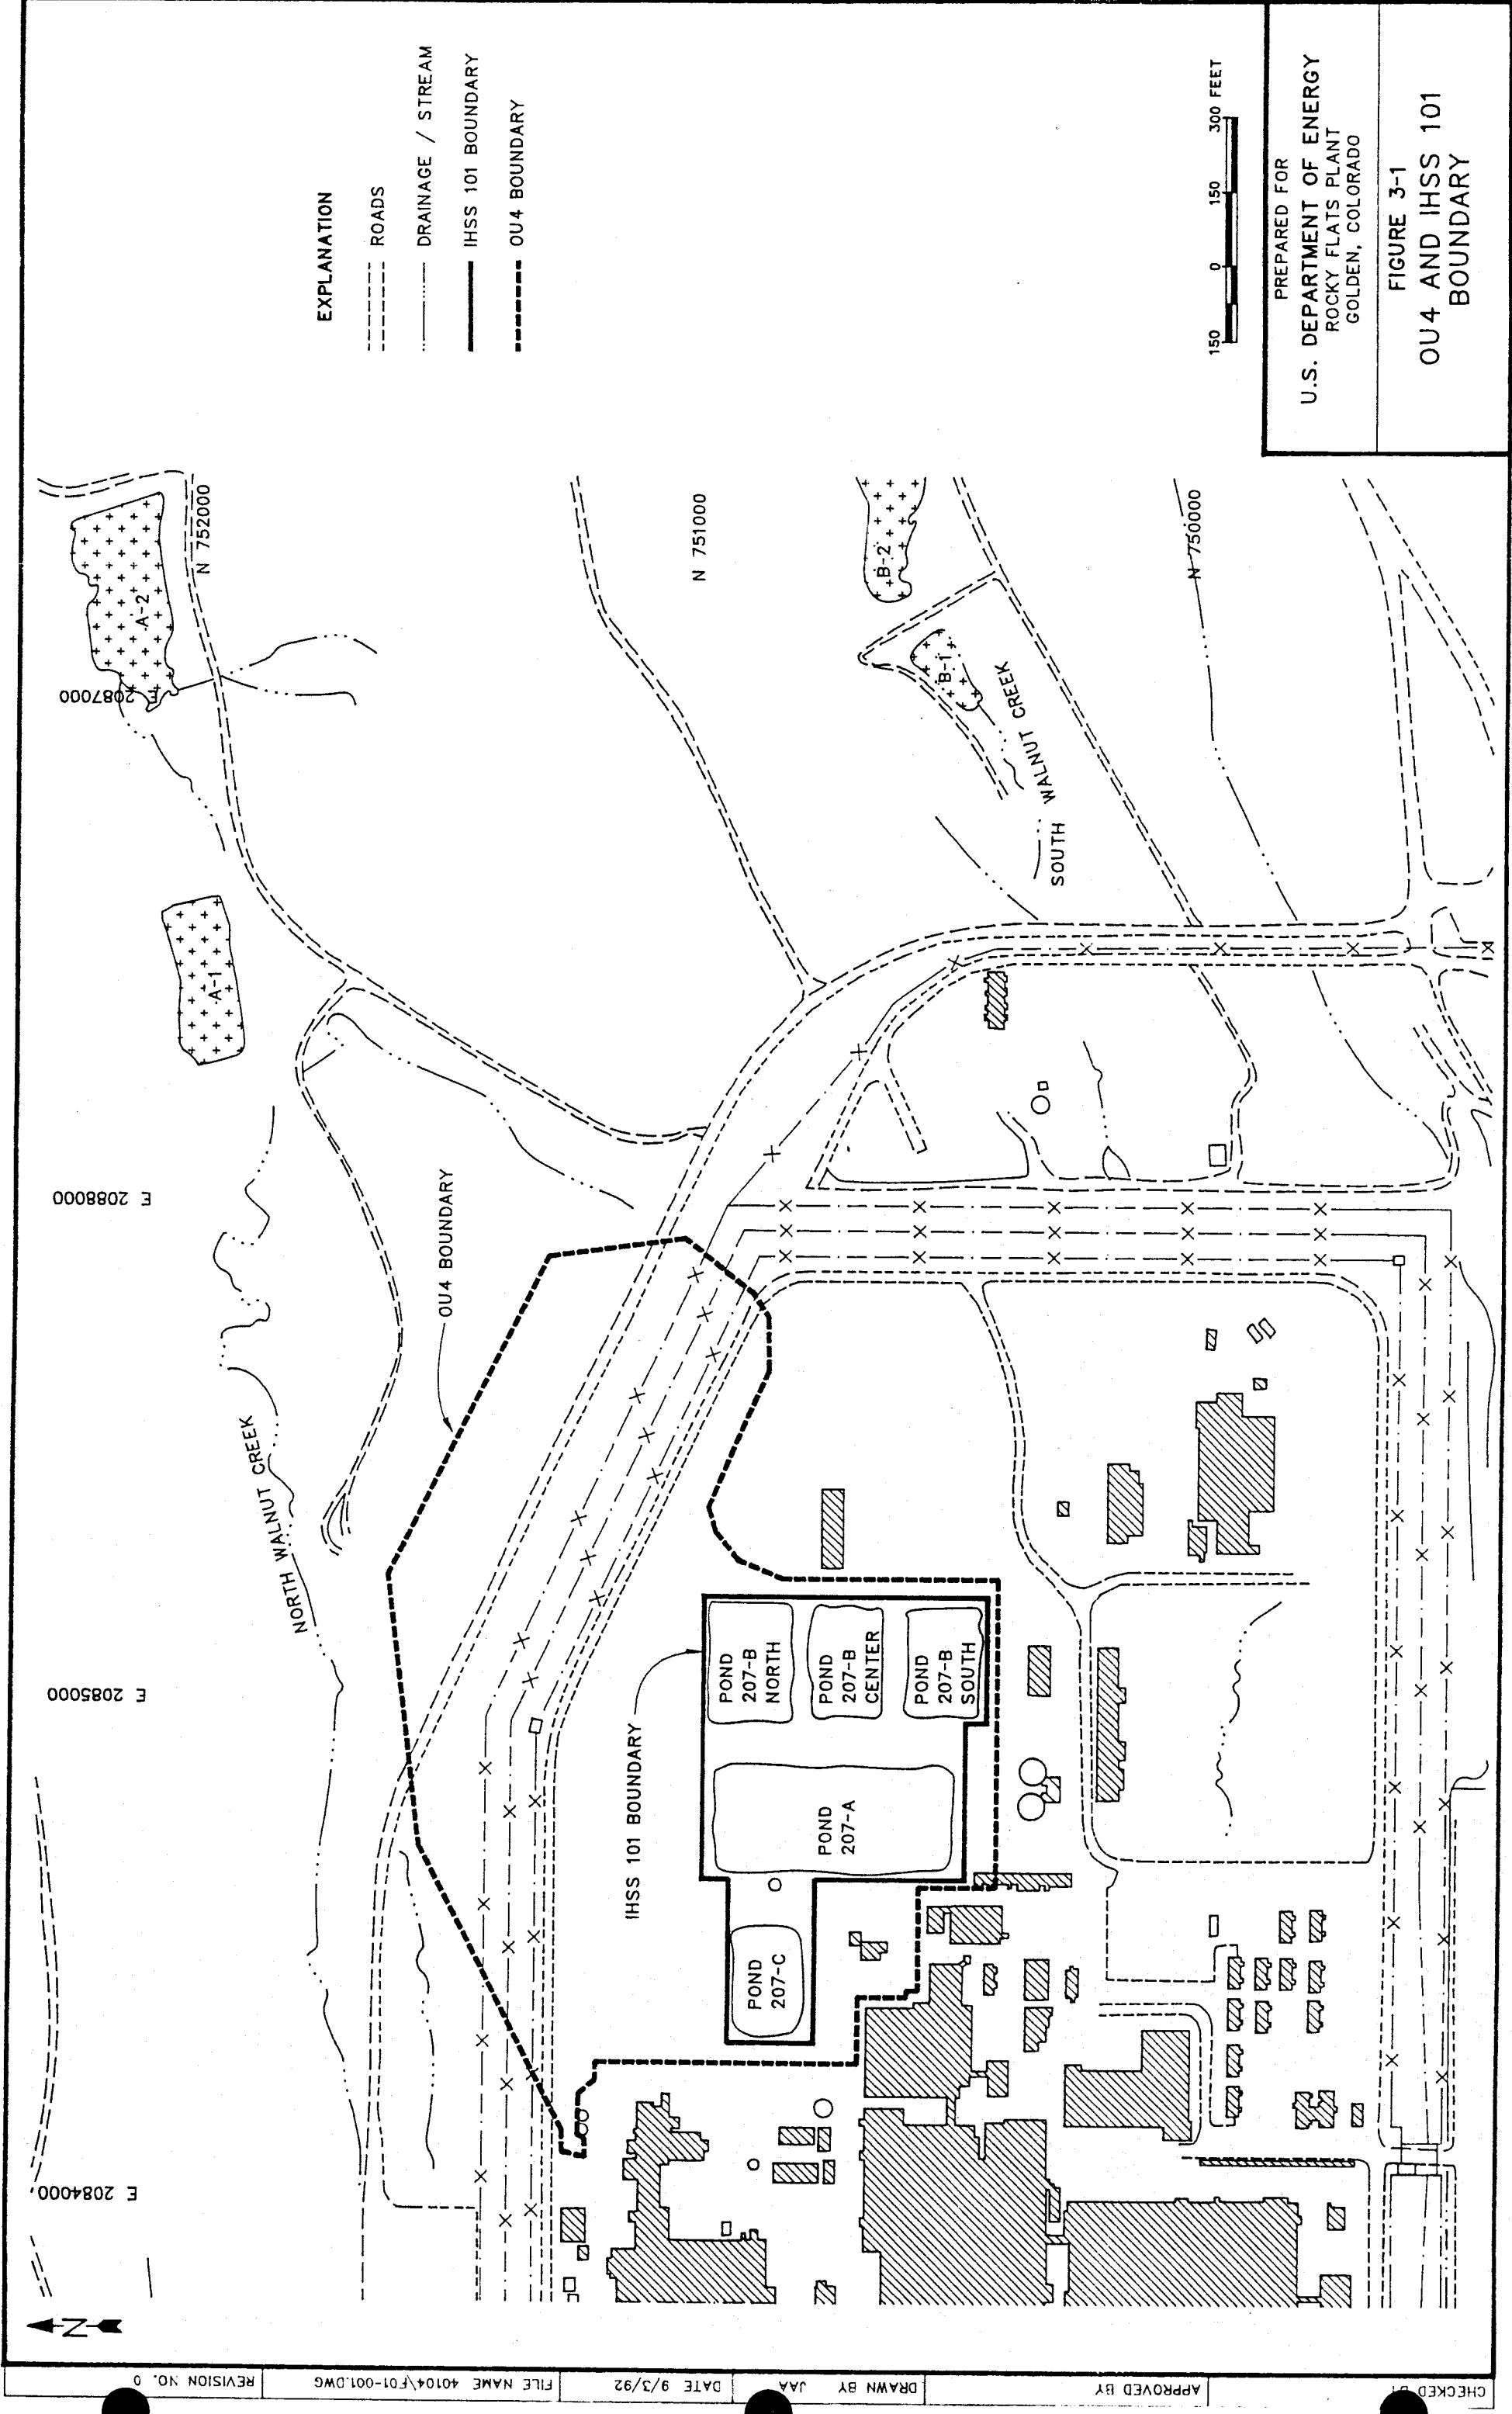 EXPLANATION
ROADS
DRAINAGE / STREAM
IHSS 101 BOUNDARY
OU4 BOUNDARY
E 2084000
E 2085000
E 2088000
E 2087000
N 752000
N 751000
N 750000
A-1
A-2
B-1
B-2
NORTH WALNUT CREEK
SOUTH WALNUT CREEK
OU4 BOUNDARY
IHSS 101 BOUNDARY
POND
207-C
POND
207-A
POND
207-B
NORTH
POND
207-B
CENTER
POND
207-B
SOUTH
N
150 0 150 300 FEET
PREPARED FOR
U.S. DEPARTMENT OF ENERGY
ROCKY FLATS PLANT
GOLDEN, COLORADO
FIGURE 3-1
OU4 AND IHSS 101
BOUNDARY
CHECKED BY
APPROVED BY
DRAWN BY JAA
DATE 9/3/92
FILE NAME 40104\F01-001.DWG
REVISION NO. 0